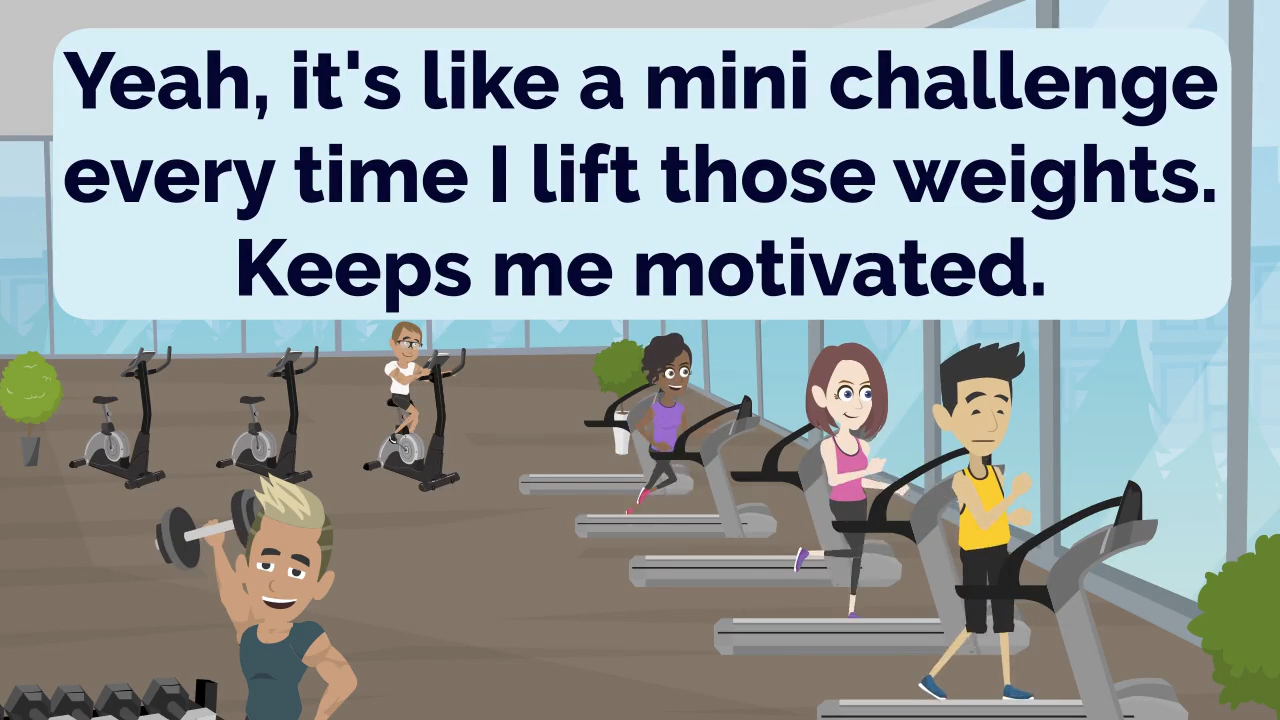 Yeah, it's like a mini challenge
every time I lift those weights.
Keeps me motivated.